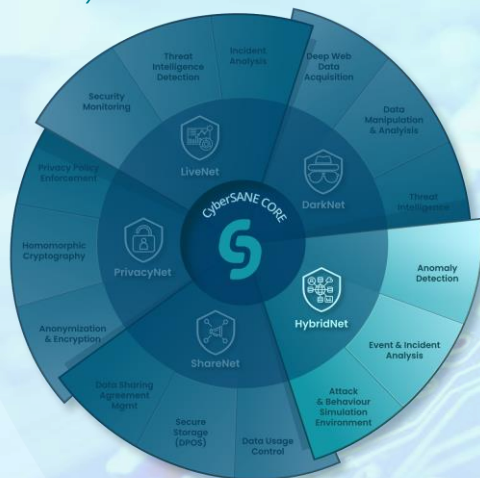 Incident
Analysis
Threat
Intelligence
Detection
Security
Monitoring
LiveNet
Deep Web
Data
Acquisition
Data
Manipulation
& Analyisis
Threat
Intelligence
DarkNet
CyberSANE CORE
Privacy Policy
Enforcement
Homomorphic
Cryptography
Anonymization
& Encryption
PrivacyNet
HybridNet
Anomaly
Detection
Event & Incident
Analysis
Attack
& Behaviour
Simulation
Environment
ShareNet
Data Sharing
Agreement
Mgmt
Secure
Storage
(DPOS)
Data Usage
Control